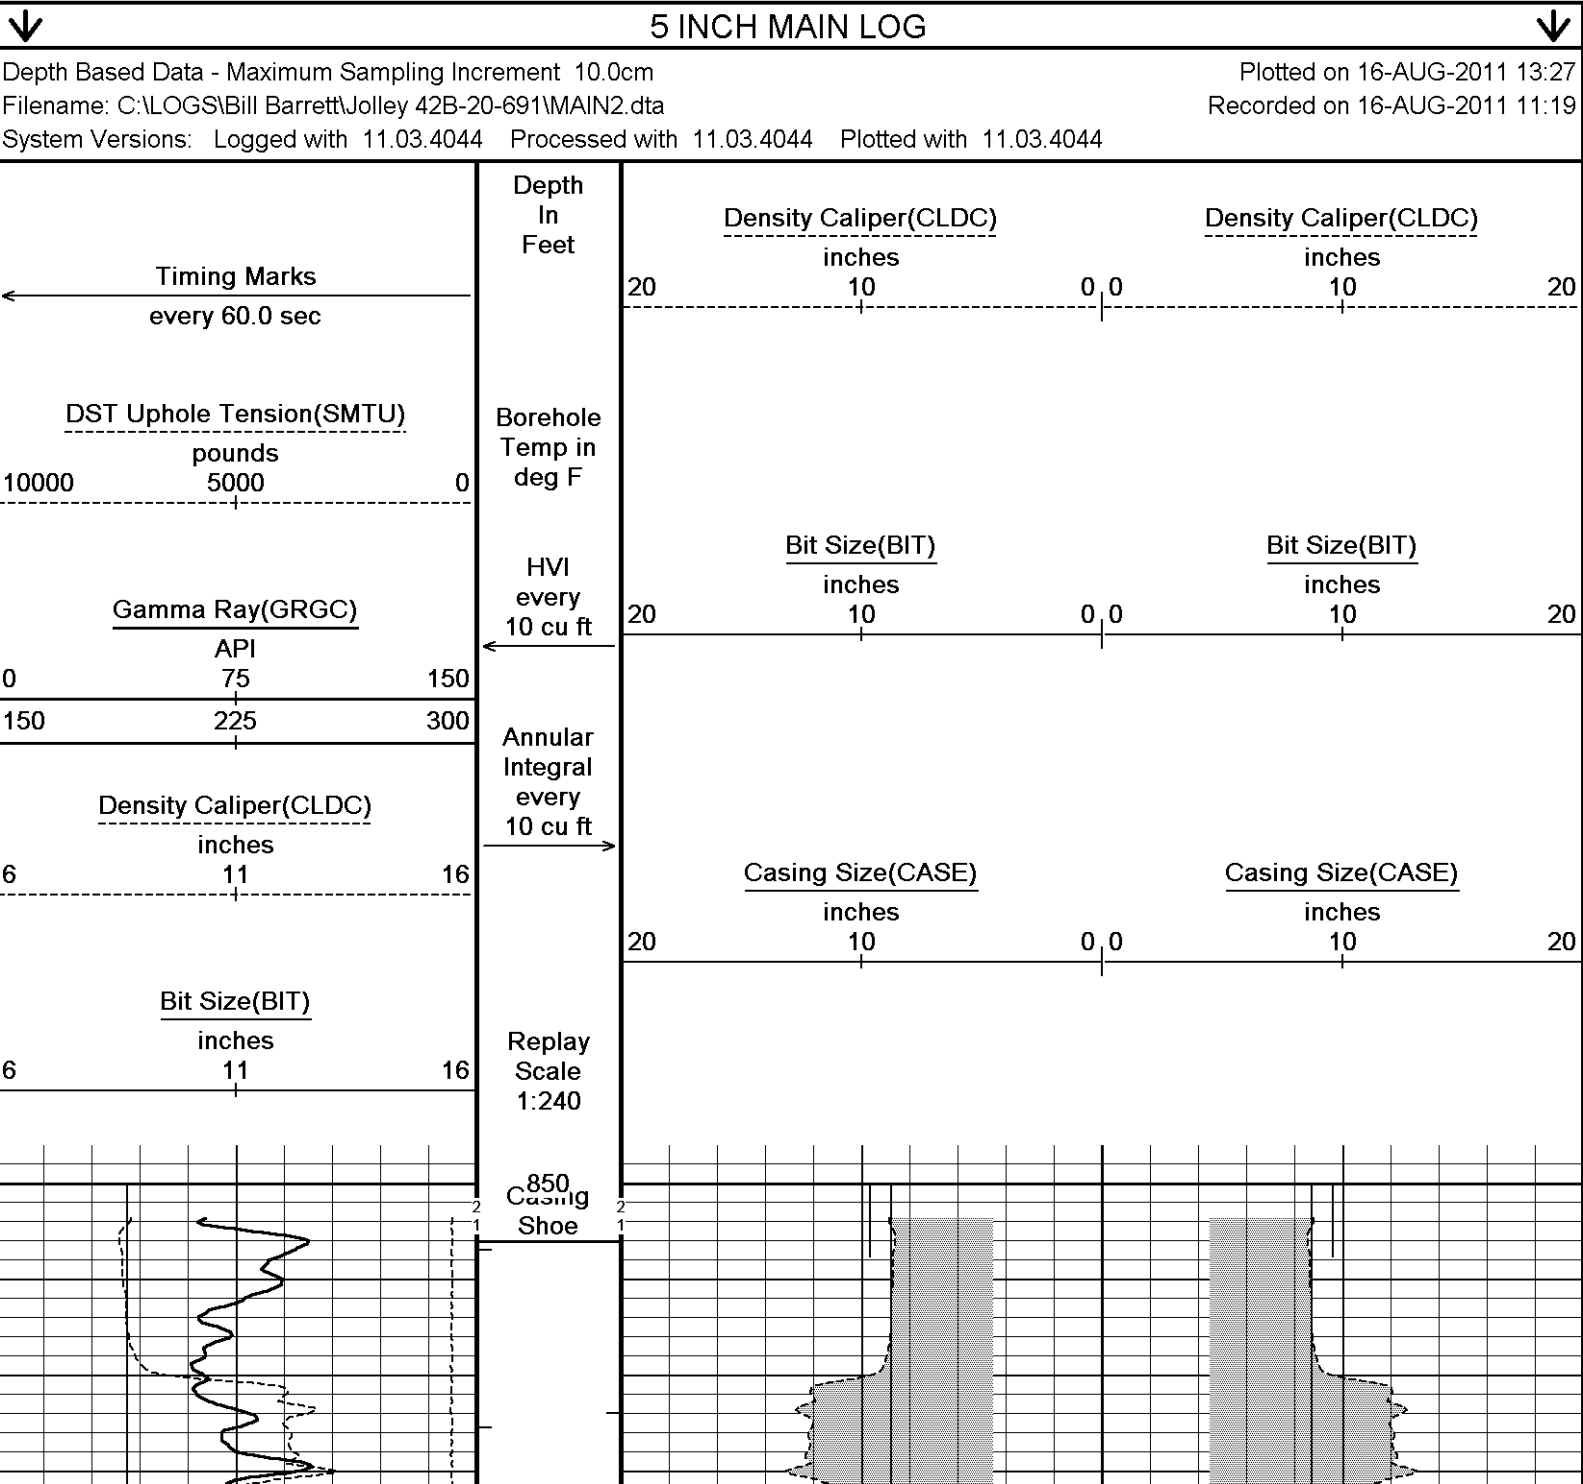 5 INCH MAIN LOG
Depth Based Data - Maximum Sampling Increment 10.0cm
Plotted on 16-AUG-2011 13:27
Filename: C:\LOGS\Bill Barrett\Jolley 42B-20-691\MAIN2.dta
Recorded on 16-AUG-2011 11:19
System Versions: Logged with 11.03.4044 Processed with 11.03.4044 Plotted with 11.03.4044
Timing Marks
every 60.0 sec
DST Uphole Tension(SMTU)
pounds
10000 5000 0
Gamma Ray(GRGC)
API
0 75 150
150 225 300
Density Caliper(CLDC)
inches
6 11 16
Bit Size(BIT)
inches
6 11 16
Depth
In
Feet
Borehole
Temp in
deg F
HVI
every
10 cu ft
Annular
Integral
every
10 cu ft
Replay
Scale
1:240
850
Casing
Shoe
2 2
1 1
Density Caliper(CLDC) Density Caliper(CLDC)
inches inches
20 10 0 0 10 20
Bit Size(BIT) Bit Size(BIT)
inches inches
20 10 0 0 10 20
Casing Size(CASE) Casing Size(CASE)
inches inches
20 10 0 0 10 20